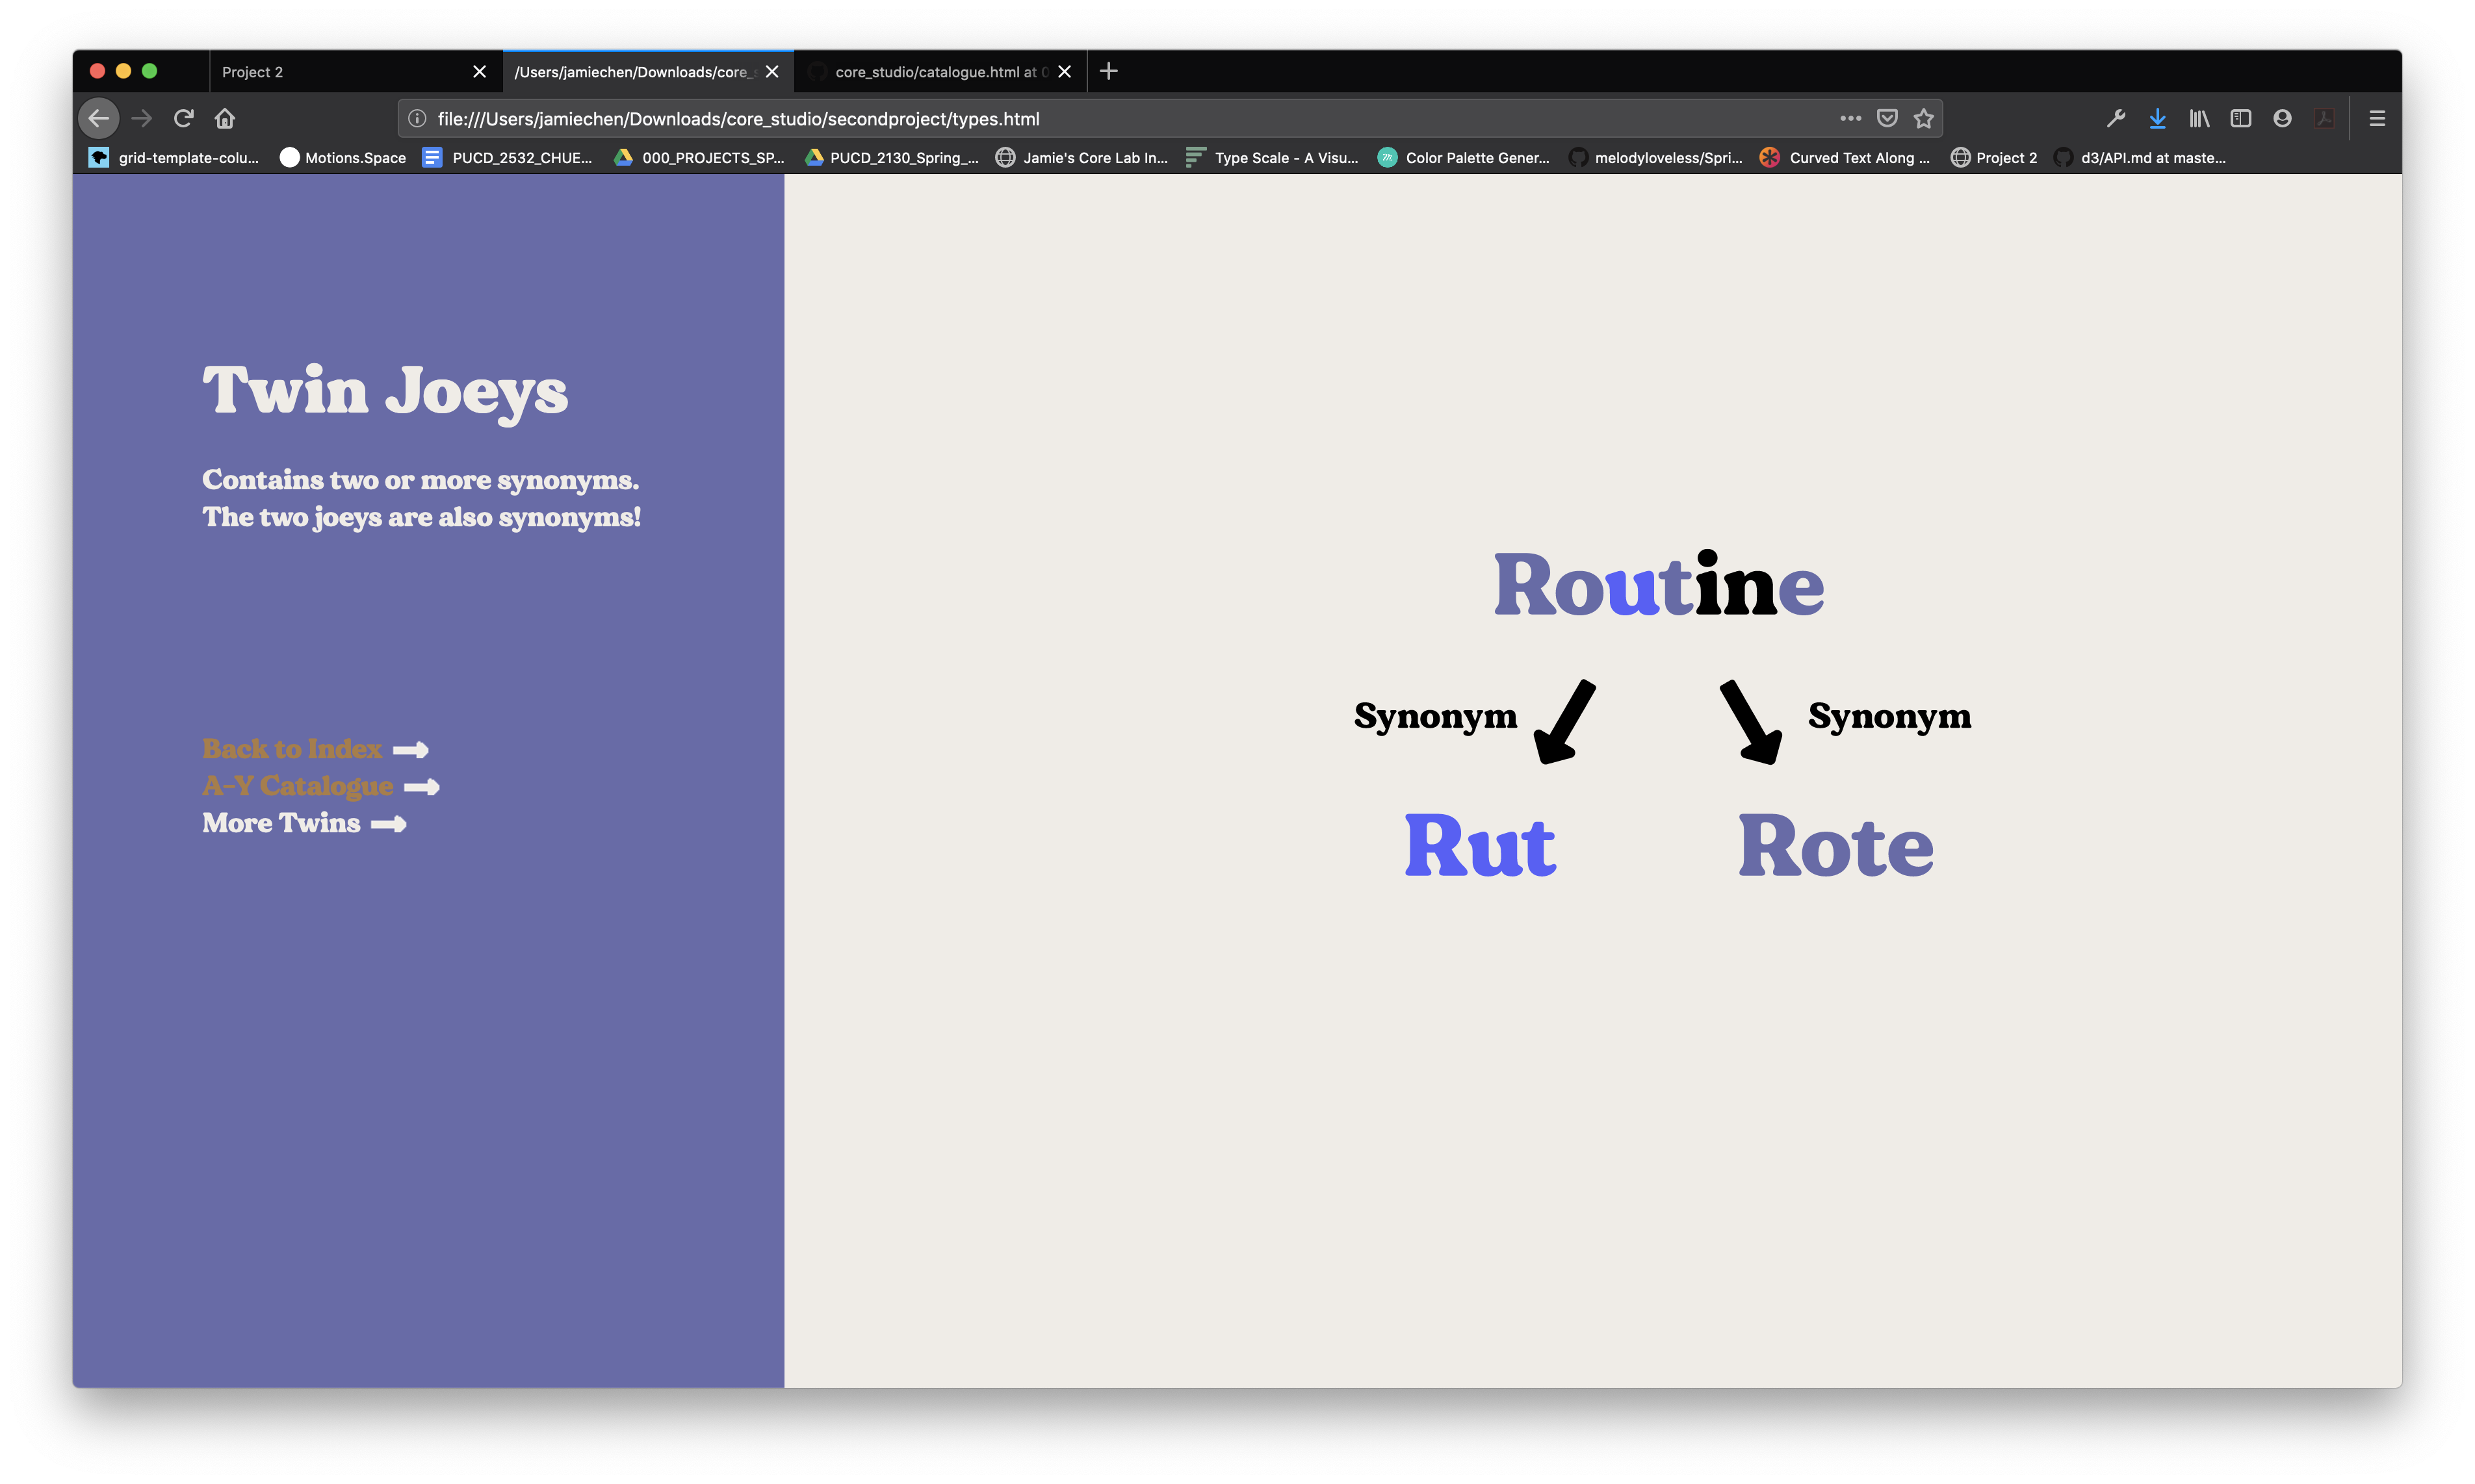 Project 2
/Users/jamiechen/Downloads/core_s
core_studio/catalogue.html at 0
file:///Users/jamiechen/Downloads/core_studio/secondproject/types.html
grid-template-colu... Motions.Space PUCD_2532_CHUE... 000_PROJECTS_SP... PUCD_2130_Spring_... Jamie's Core Lab In... Type Scale - A Visu... Color Palette Gener... melodyloveless/Spri... Curved Text Along ... Project 2 d3/API.md at maste...
Twin Joeys
Contains two or more synonyms.
The two joeys are also synonyms!
Back to Index
A-Y Catalogue
More Twins
Routine
Synonym Synonym
Rut Rote